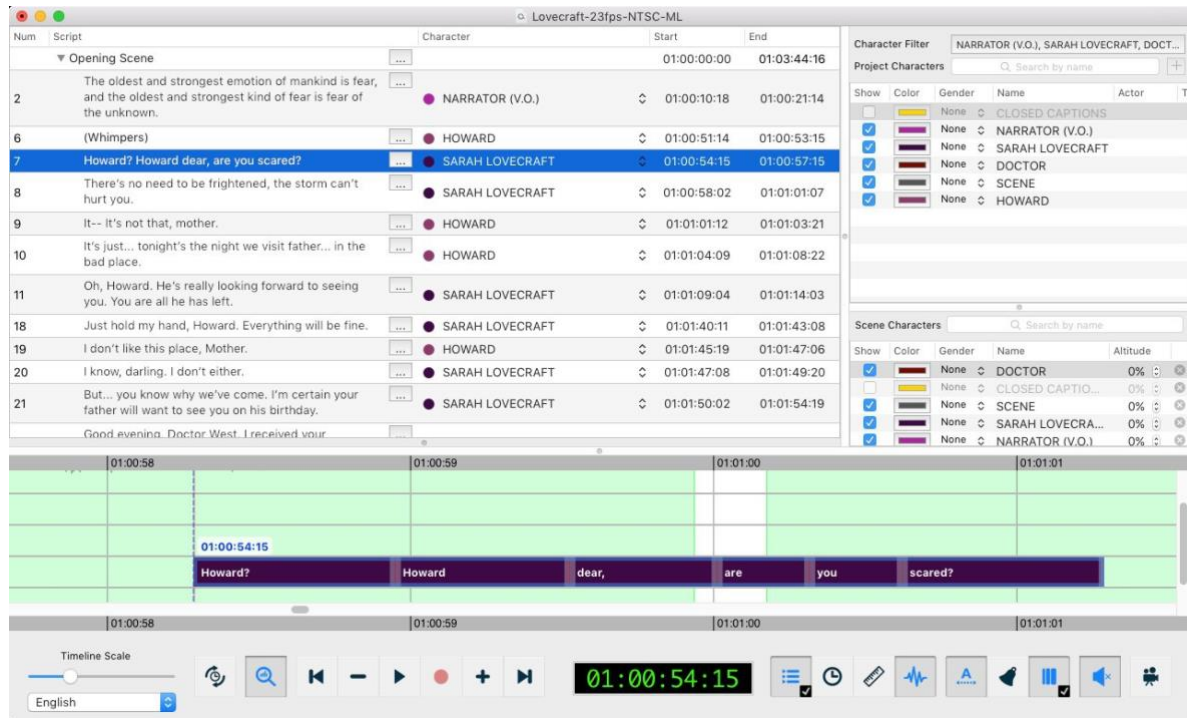 Lovecraft-23fps-NTSC-ML
Num Script Character Start End
Opening Scene ... 01:00:00:00 01:03:44:16
The oldest and strongest emotion of mankind is fear, ...
2 and the oldest and strongest kind of fear is fear of NARRATOR (V.O.) 01:00:10:18 01:00:21:14
the unknown.
6 (Whimpers) ... HOWARD 01:00:51:14 01:00:53:15
7 Howard? Howard dear, are you scared? ... SARAH LOVECRAFT 01:00:54:15 01:00:57:15
There's no need to be frightened, the storm can't ...
8 hurt you. SARAH LOVECRAFT 01:00:58:02 01:01:01:07
9 It-- It's not that, mother. ... HOWARD 01:01:01:12 01:01:03:21
It's just... tonight's the night we visit father... in the ...
10 bad place. HOWARD 01:01:04:09 01:01:08:22
Oh, Howard. He's really looking forward to seeing ...
11 you. You are all he has left. SARAH LOVECRAFT 01:01:09:04 01:01:14:03
18 Just hold my hand, Howard. Everything will be fine. ... SARAH LOVECRAFT 01:01:40:11 01:01:43:08
19 I don't like this place, Mother. ... HOWARD 01:01:45:19 01:01:47:06
20 I know, darling. I don't either. ... SARAH LOVECRAFT 01:01:47:08 01:01:49:20
But... you know why we've come. I'm certain your ...
21 father will want to see you on his birthday. SARAH LOVECRAFT 01:01:50:02 01:01:54:19
Good evening, Doctor West. I received your ...
Character Filter NARRATOR (V.O.), SARAH LOVECRAFT, DOCT...
Project Characters Search by name +
Show Color Gender Name Actor T
None CLOSED CAPTIONS
None NARRATOR (V.O.)
None SARAH LOVECRAFT
None DOCTOR
None SCENE
None HOWARD
Scene Characters Search by name
Show Color Gender Name Altitude
None DOCTOR 0%
None CLOSED CAPTIO... 0%
None SCENE 0%
None SARAH LOVECRA... 0%
None NARRATOR (V.O.) 0%
01:00:58 01:00:59 01:01:00 01:01:01
01:00:54:15
Howard? Howard dear, are you scared?
01:00:58 01:00:59 01:01:00 01:01:01
Timeline Scale
01:00:54:15 A
English